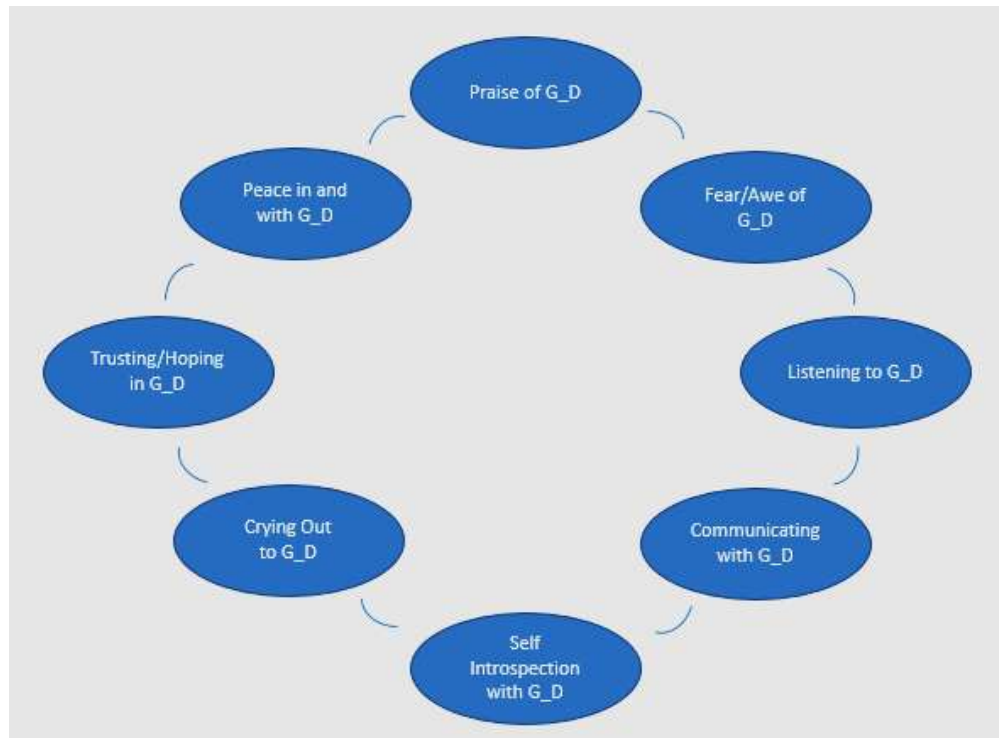 Praise of G_D
Fear/Awe of
G_D
Listening to G_D
Communicating
with G_D
Self
Introspection
with G_D
Crying Out
to G_D
Trusting/Hoping
in G_D
Peace in and
with G_D